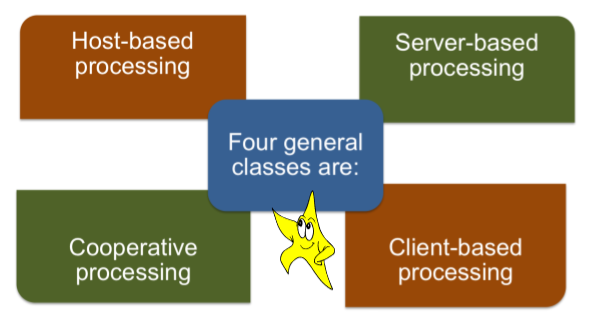 Host-based
processing
Server-based
processing
Four general
classes are:
Cooperative
processing
Client-based
processing